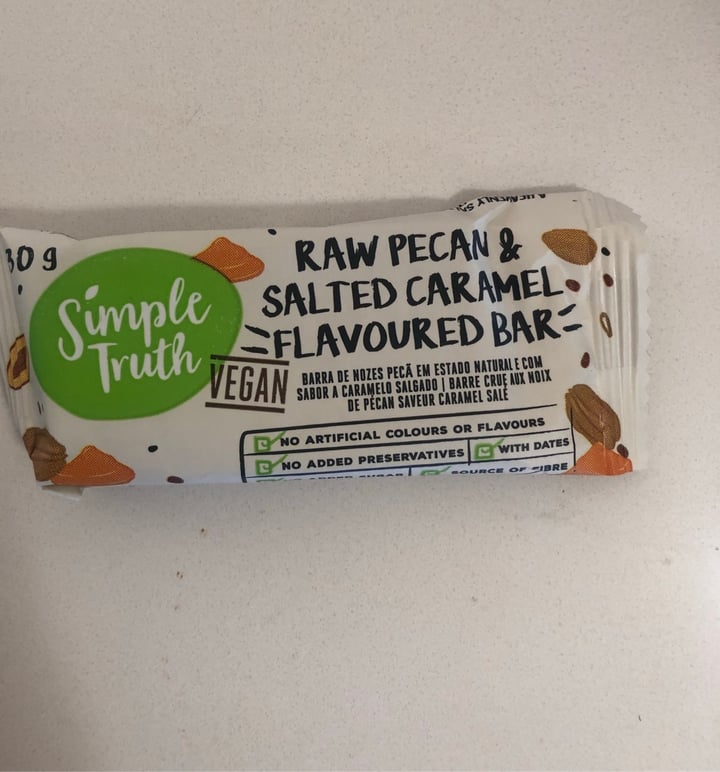 30 g
Simple
Truth
VEGAN
RAW PECAN &
SALTED CARAMEL
FLAVOURED BAR
BARRA DE NOZES PECÃ EM ESTADO NATURAL E COM
SABOR A CARAMELO SALGADO | BARRE CRUE AUX NOIX
DE PÉCAN SAVEUR CARAMEL SALÉ
NO ARTIFICIAL COLOURS OR FLAVOURS
NO ADDED PRESERVATIVES
WITH DATES
ADDED SUGAR
SOURCE OF FIBRE